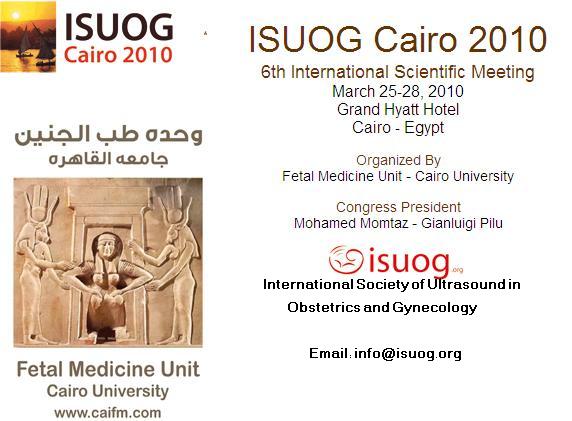 ISUOG
Cairo 2010
وحده طب الجنين
جامعه القاهره
Fetal Medicine Unit
Cairo University
www.caifm.com
ISUOG Cairo 2010
6th International Scientific Meeting
March 25-28, 2010
Grand Hyatt Hotel
Cairo - Egypt
Organized By
Fetal Medicine Unit - Cairo University
Congress President
Mohamed Momtaz - Gianluigi Pilu
isuog.org
International Society of Ultrasound in
Obstetrics and Gynecology
Email: info@isuog.org